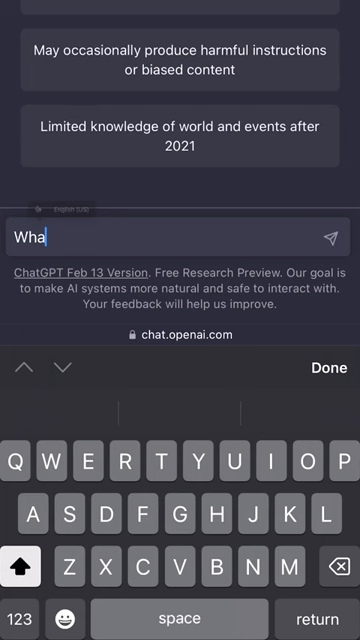 May occasionally produce harmful instructions
or biased content
Limited knowledge of world and events after
2021
English (US)
Wha
ChatGPT Feb 13 Version. Free Research Preview. Our goal is
to make AI systems more natural and safe to interact with.
Your feedback will help us improve.
chat.openai.com
Done
Q W E R T Y U I O P
A S D F G H J K L
Z X C V B N M
123 space return